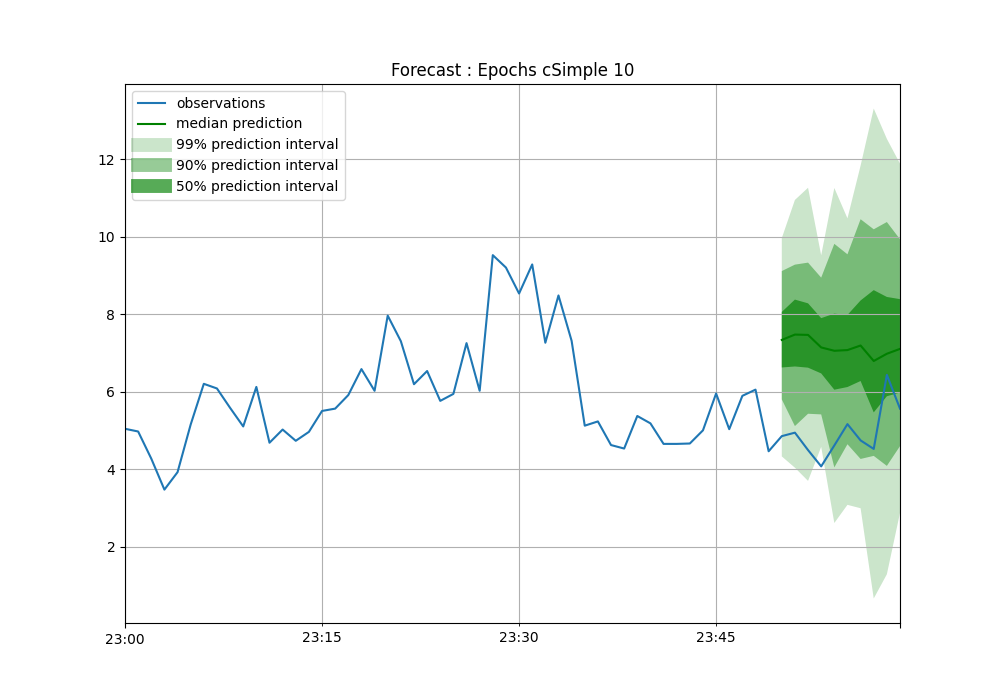 Forecast : Epochs cSimple 10
observations
median prediction
99% prediction interval
90% prediction interval
50% prediction interval
12
10
8
6
4
2
23:00
23:15
23:30
23:45